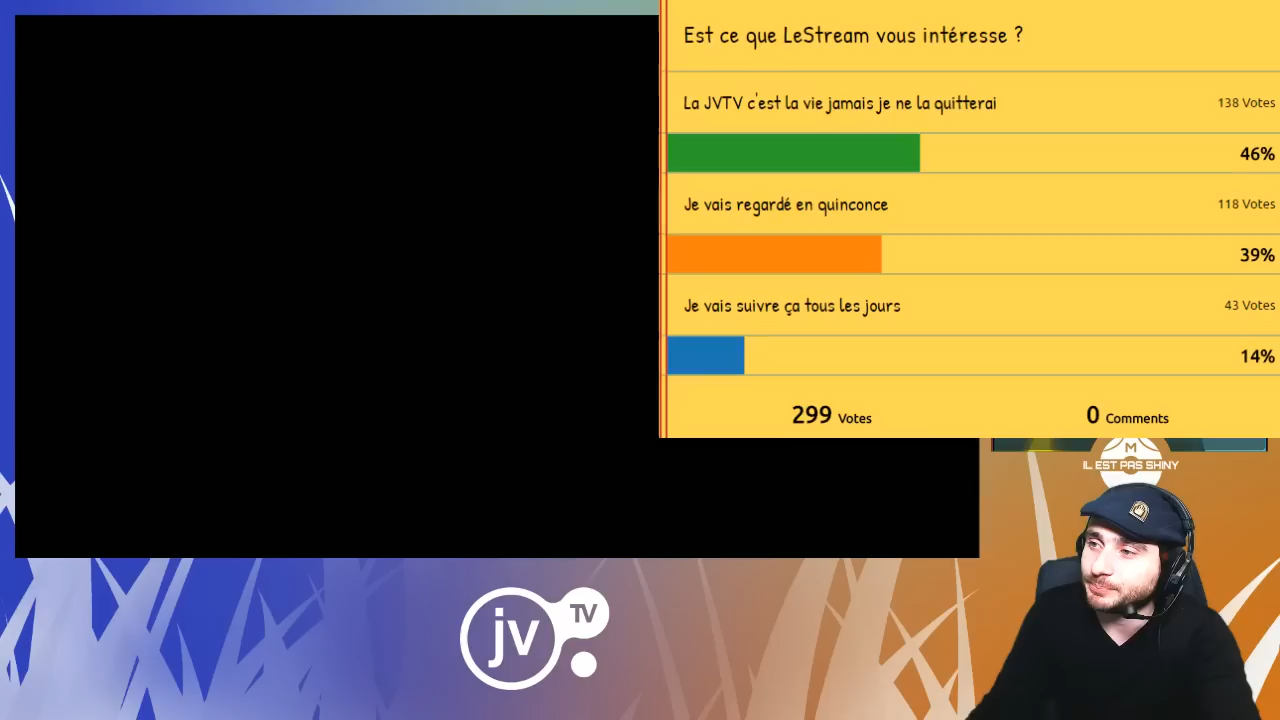 Est ce que LeStream vous intéresse ?
La JVTV c'est la vie jamais je ne la quitterai
138 Votes
46%
Je vais regardé en quinconce
118 Votes
39%
Je vais suivre ça tous les jours
43 Votes
14%
299 Votes
0 Comments
M
IL EST PAS SHINY
jv TV